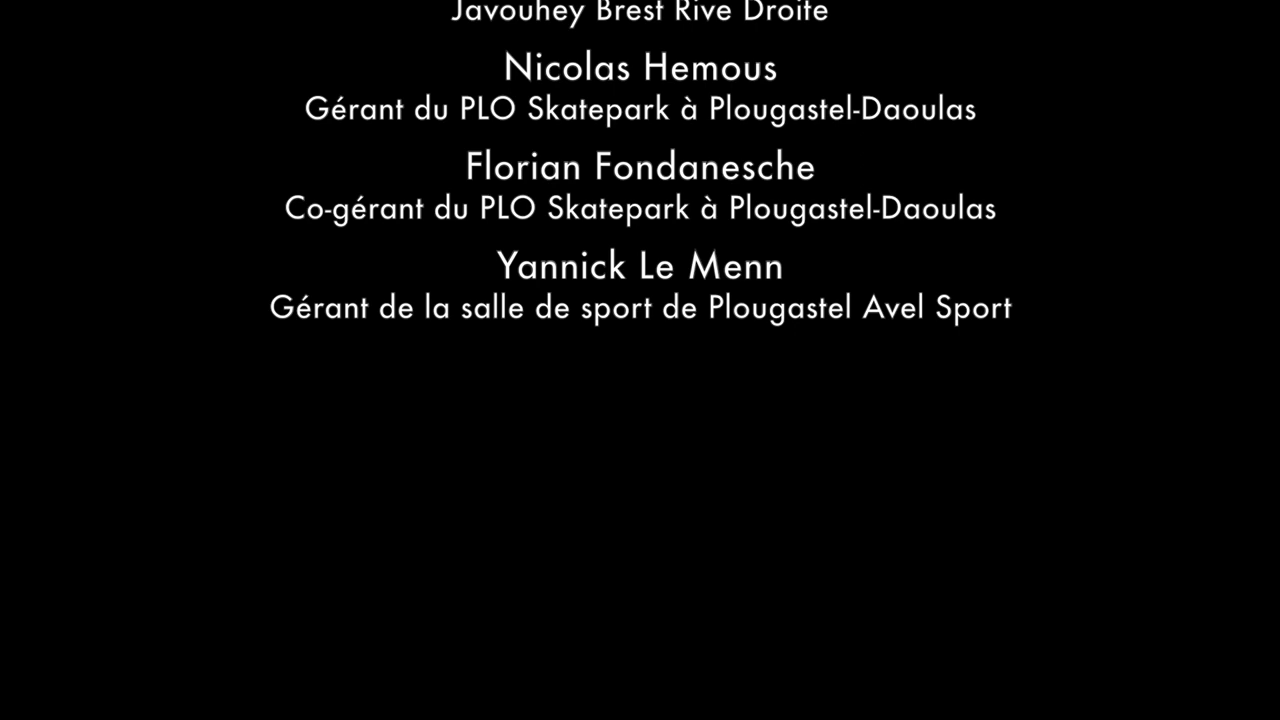 Javouhey Brest Rive Droite
Nicolas Hemous
Gérant du PLO Skatepark à Plougastel-Daoulas
Florian Fondanesche
Co-gérant du PLO Skatepark à Plougastel-Daoulas
Yannick Le Menn
Gérant de la salle de sport de Plougastel Avel Sport